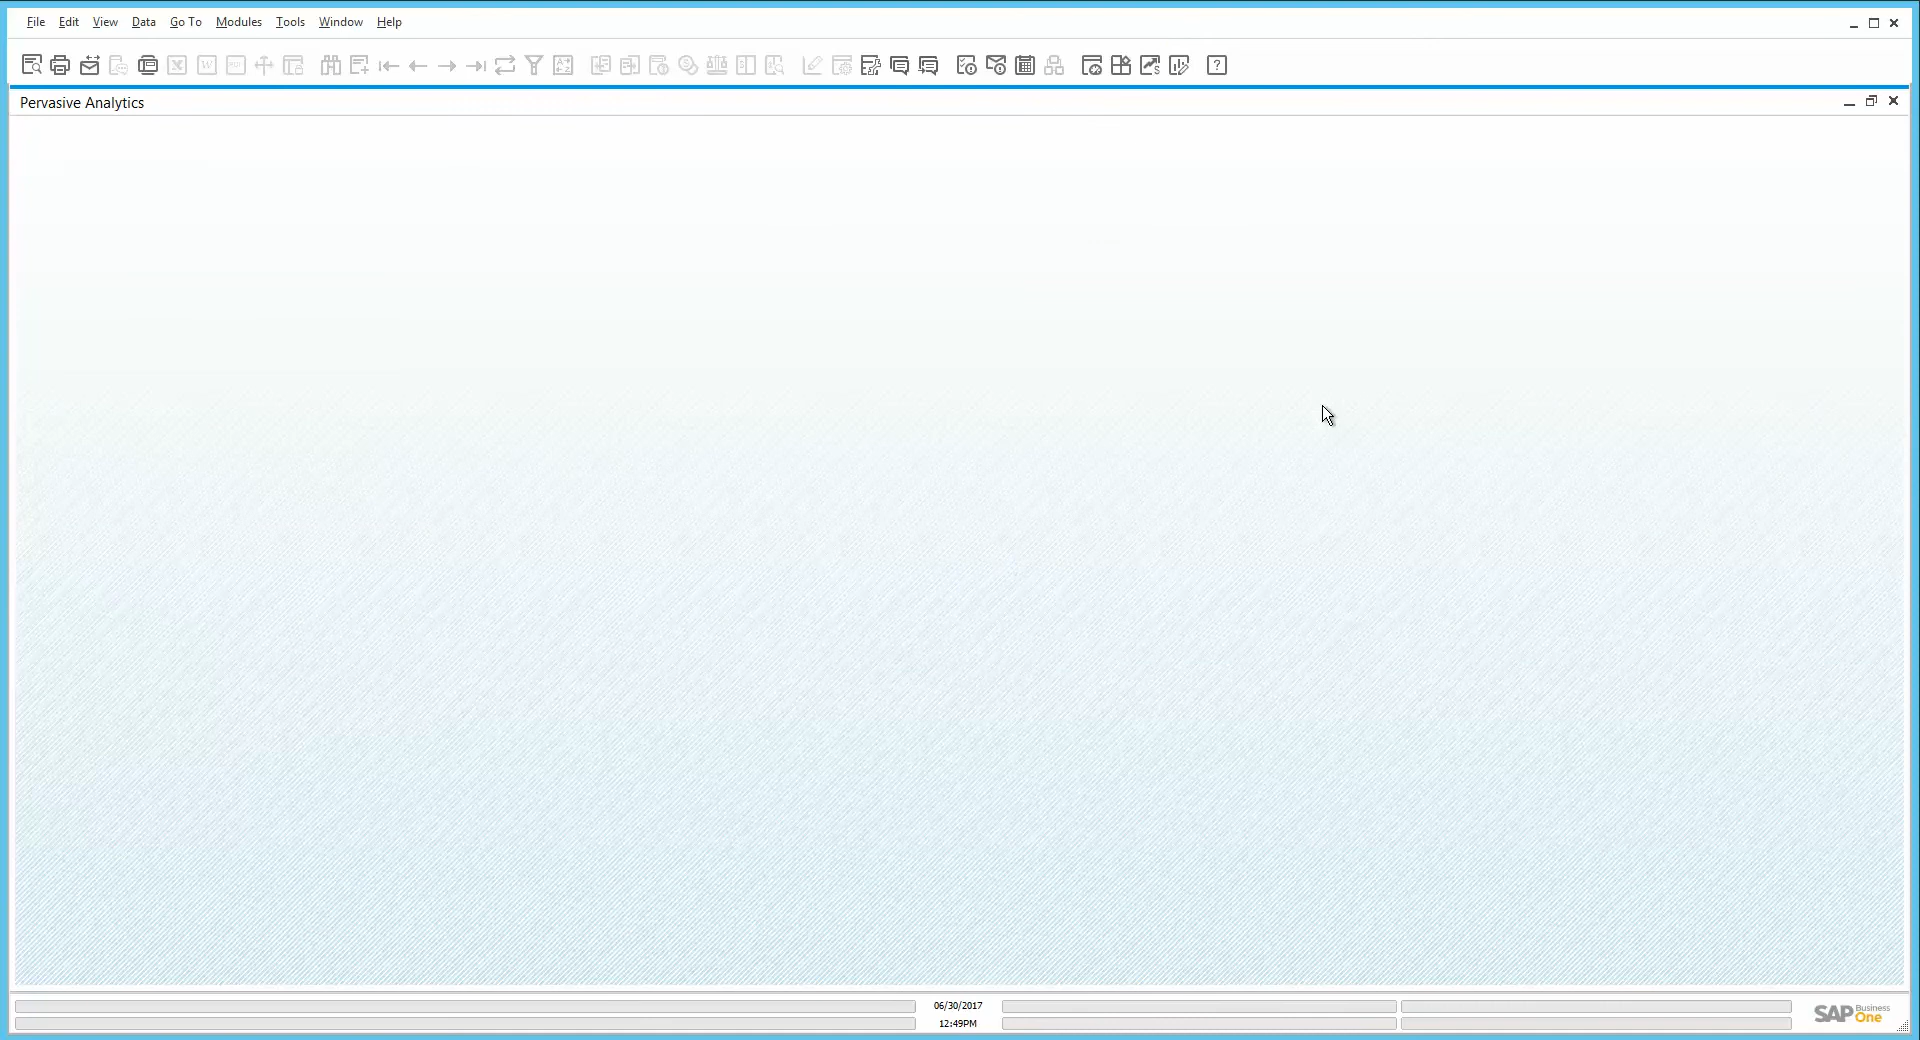 File Edit View Data Go To Modules Tools Window Help
Pervasive Analytics
06/30/2017
12:49PM
SAP Business One